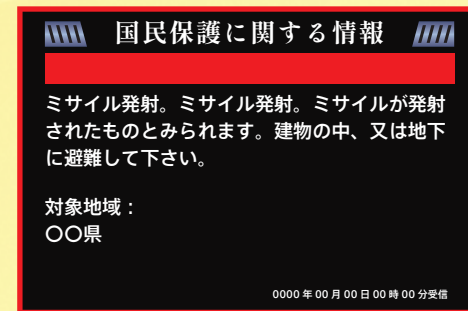 国民保護に関する情報
ミサイル発射。ミサイル発射。ミサイルが発射
されたものとみられます。建物の中、又は地下
に避難して下さい。
対象地域：
〇〇県
0000年00月00日00時00分受信